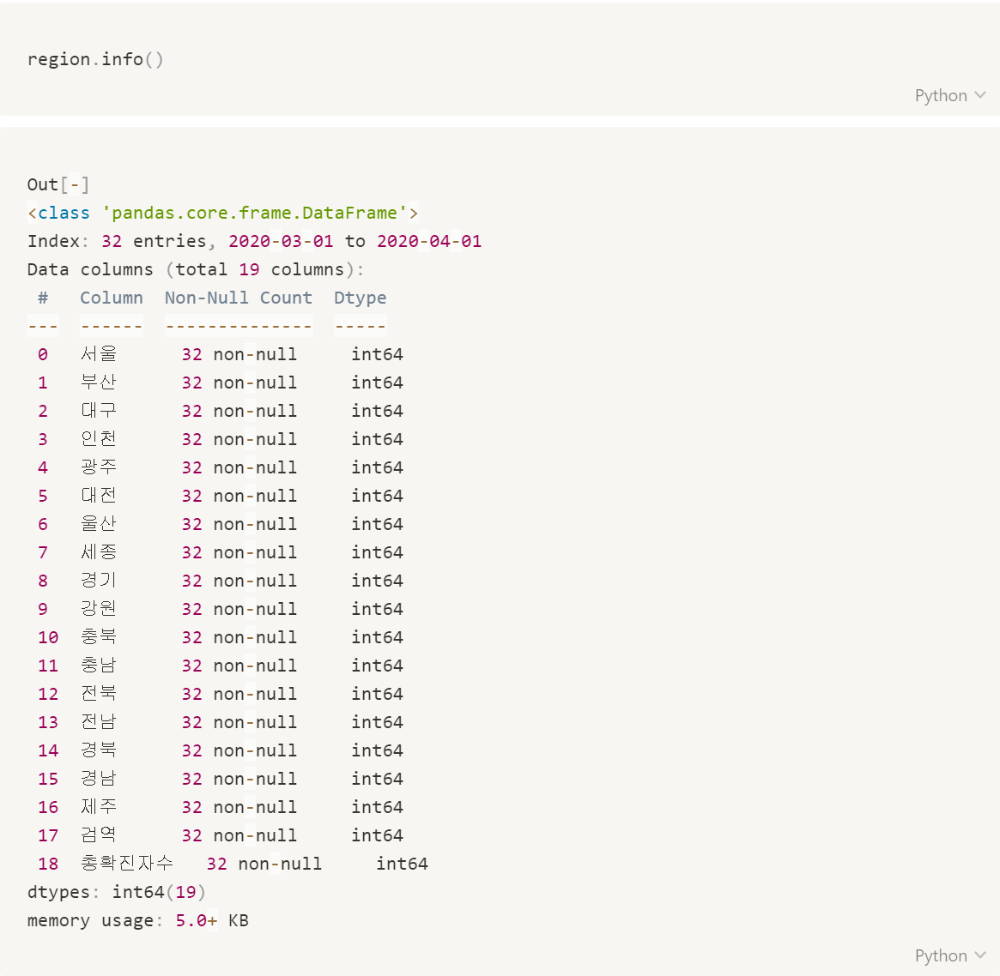 region.info()
Python
Out[-]
<class 'pandas.core.frame.DataFrame'>
Index: 32 entries, 2020-03-01 to 2020-04-01
Data columns (total 19 columns):
 #   Column  Non-Null Count  Dtype
---  ------  --------------  -----
 0   서울      32 non-null     int64
 1   부산      32 non-null     int64
 2   대구      32 non-null     int64
 3   인천      32 non-null     int64
 4   광주      32 non-null     int64
 5   대전      32 non-null     int64
 6   울산      32 non-null     int64
 7   세종      32 non-null     int64
 8   경기      32 non-null     int64
 9   강원      32 non-null     int64
 10  충북      32 non-null     int64
 11  충남      32 non-null     int64
 12  전북      32 non-null     int64
 13  전남      32 non-null     int64
 14  경북      32 non-null     int64
 15  경남      32 non-null     int64
 16  제주      32 non-null     int64
 17  검역      32 non-null     int64
 18  총확진자수   32 non-null     int64
dtypes: int64(19)
memory usage: 5.0+ KB
Python